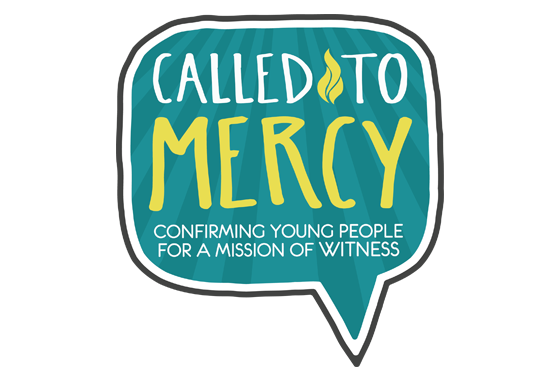 CALLED TO
MERCY
CONFIRMING YOUNG PEOPLE
FOR A MISSION OF WITNESS